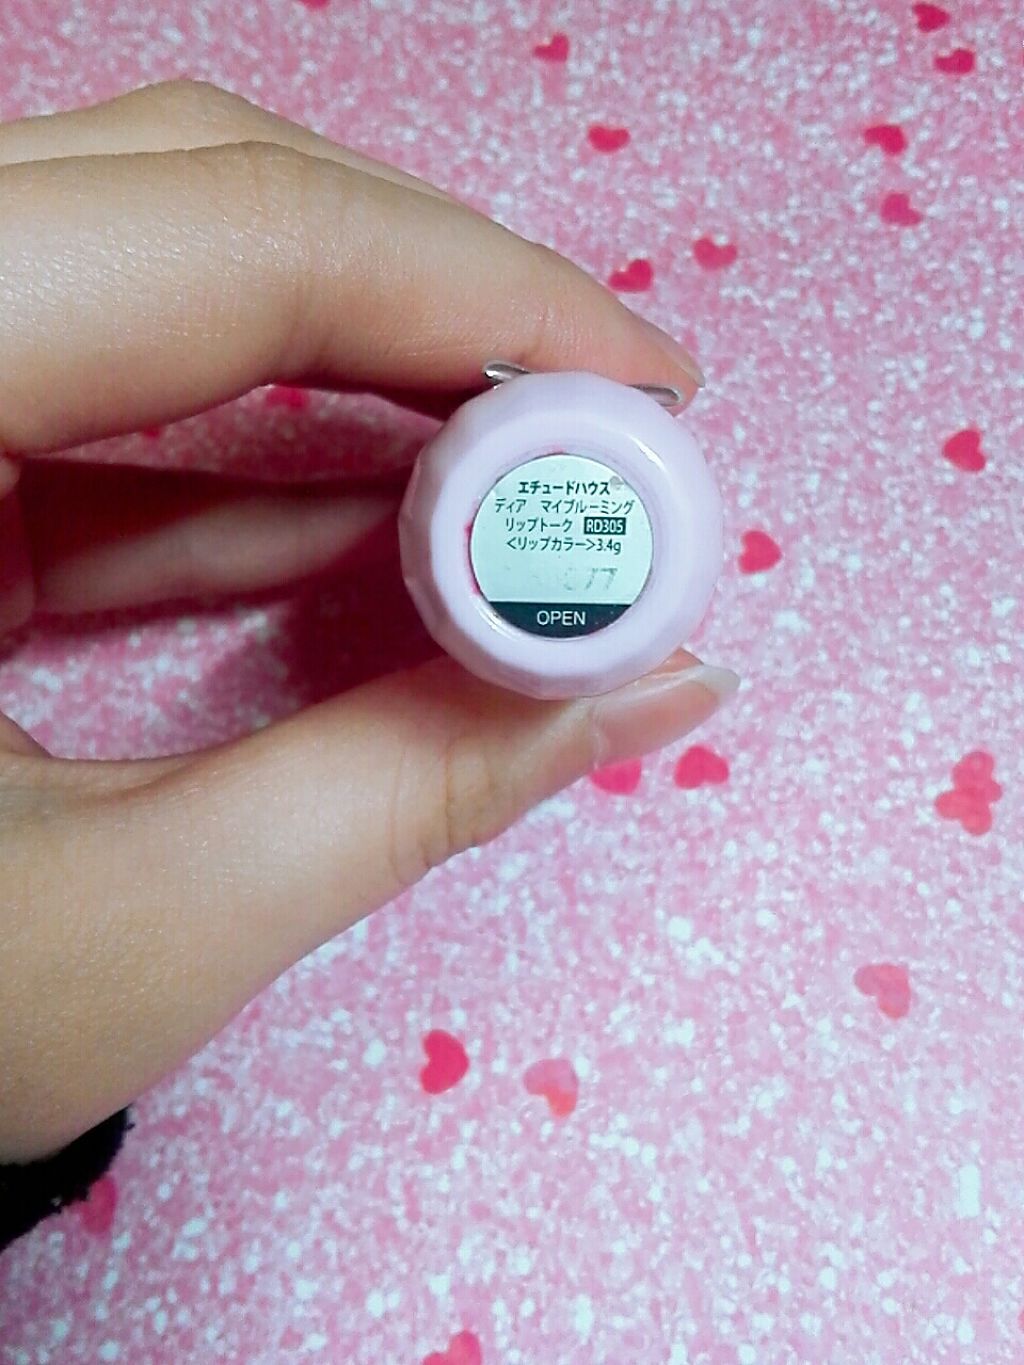 エチュードハウス
ディア　マイブルーミング
リップトーク RD305
<リップカラー>3.4g
OPEN